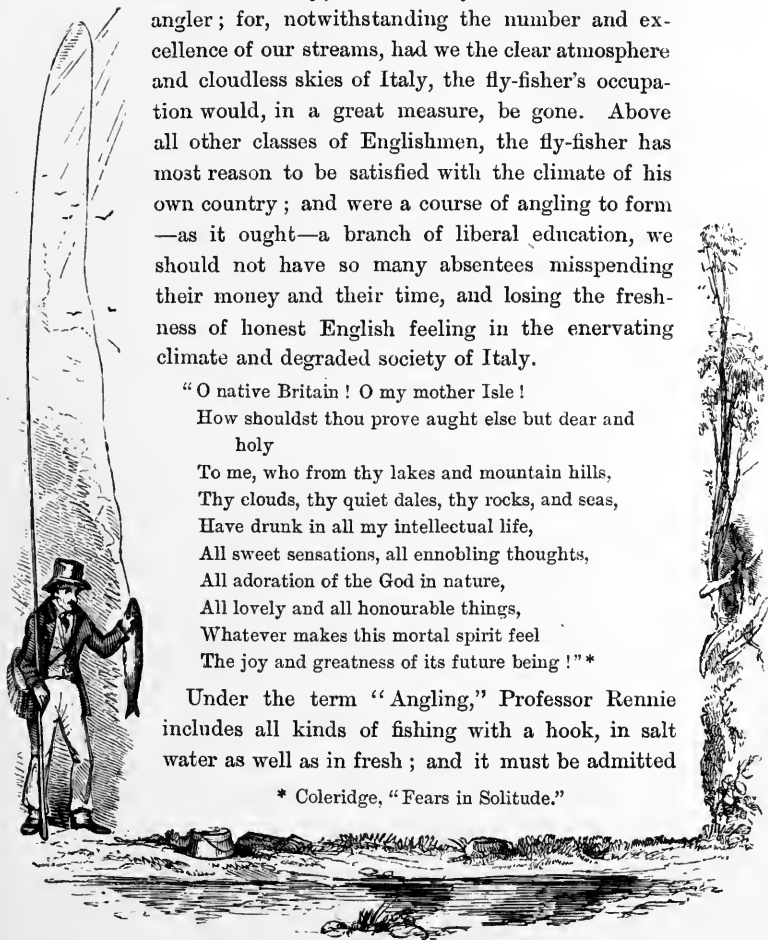 angler; for, notwithstanding the number and ex-
cellence of our streams, had we the clear atmosphere
and cloudless skies of Italy, the fly-fisher's occupa-
tion would, in a great measure, be gone. Above
all other classes of Englishmen, the fly-fisher has
most reason to be satisfied with the climate of his
own country; and were a course of angling to form
—as it ought—a branch of liberal education, we
should not have so many absentees misspending
their money and their time, and losing the fresh-
ness of honest English feeling in the enervating
climate and degraded society of Italy.
"O native Britain! O my mother Isle!
How shouldst thou prove aught else but dear and
holy
To me, who from thy lakes and mountain hills,
Thy clouds, thy quiet dales, thy rocks, and seas,
Have drunk in all my intellectual life,
All sweet sensations, all ennobling thoughts,
All adoration of the God in nature,
All lovely and all honourable things,
Whatever makes this mortal spirit feel
The joy and greatness of its future being!"*
Under the term "Angling," Professor Rennie
includes all kinds of fishing with a hook, in salt
water as well as in fresh; and it must be admitted
* Coleridge, "Fears in Solitude."